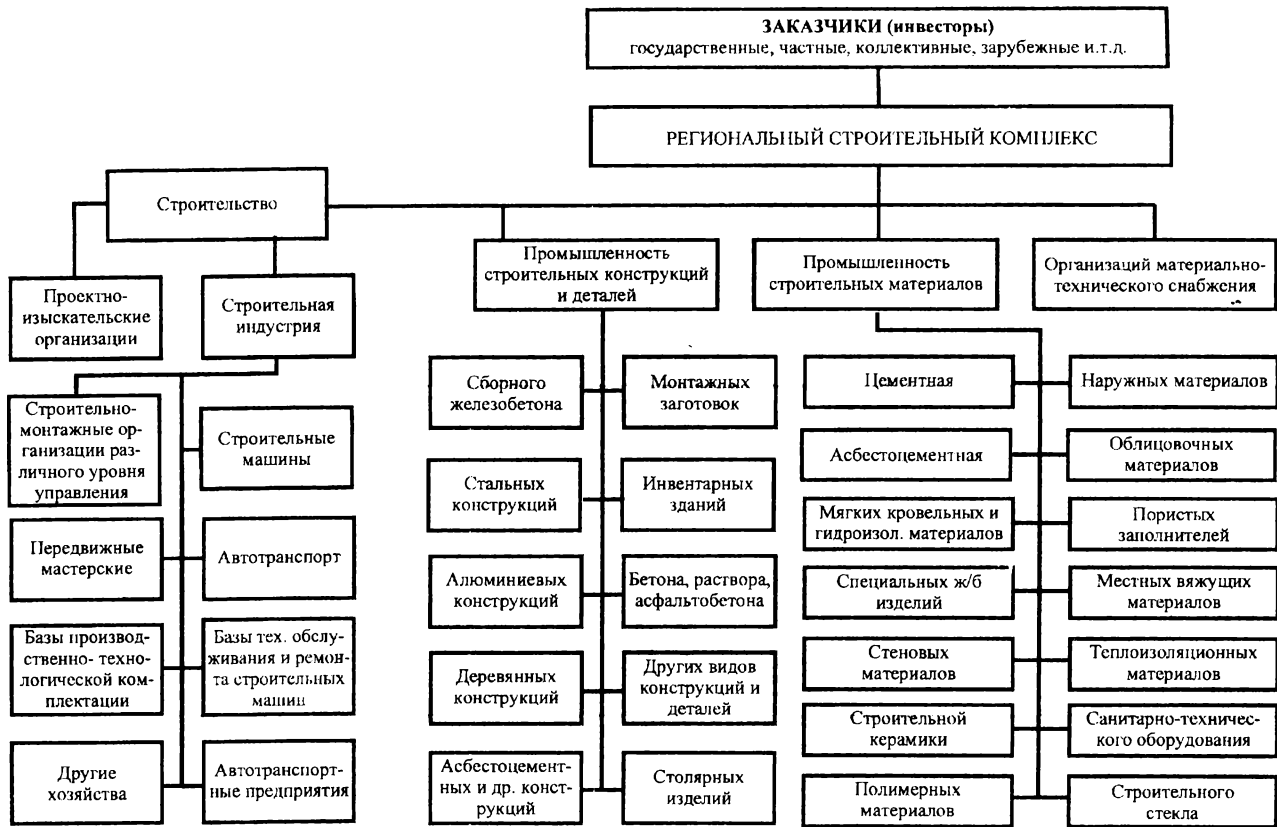 ЗАКАЗЧИКИ (инвесторы)
государственные, частные, коллективные, зарубежные и.т.д.
РЕГИОНАЛЬНЫЙ СТРОИТЕЛЬНЫЙ КОМПЛЕКС
Строительство
Промышленность
строительных конструкций
и деталей
Промышленность
строительных материалов
Организаций материально-
технического снабжения
Проектно-
изыскательские
организации
Строительная
индустрия
Строительно-
монтажные ор-
ганизации раз-
личного уровня
управления
Строительные
машины
Передвижные
мастерские
Автотранспорт
Базы производ-
ственно- техно-
логической ком-
плектации
Базы тех. обслу-
живания и ремон-
та строительных
машин
Другие
хозяйства
Автотранспорт-
ные предприятия
Сборного
железобетона
Монтажных
заготовок
Стальных
конструкций
Инвентарных
зданий
Алюминиевых
конструкций
Бетона, раствора,
асфальтобетона
Деревянных
конструкций
Других видов
конструкций и
деталей
Асбестоцемент-
ных и др. конст-
рукций
Столярных
изделий
Цементная
Наружных материалов
Асбестоцементная
Облицовочных
материалов
Мягких кровельных и
гидроизол. материалов
Пористых
заполнителей
Специальных ж/б
изделий
Местных вяжущих
материалов
Стеновых
материалов
Теплоизоляционных
материалов
Строительной
керамики
Санитарно-техничес-
кого оборудования
Полимерных
материалов
Строительного
стекла